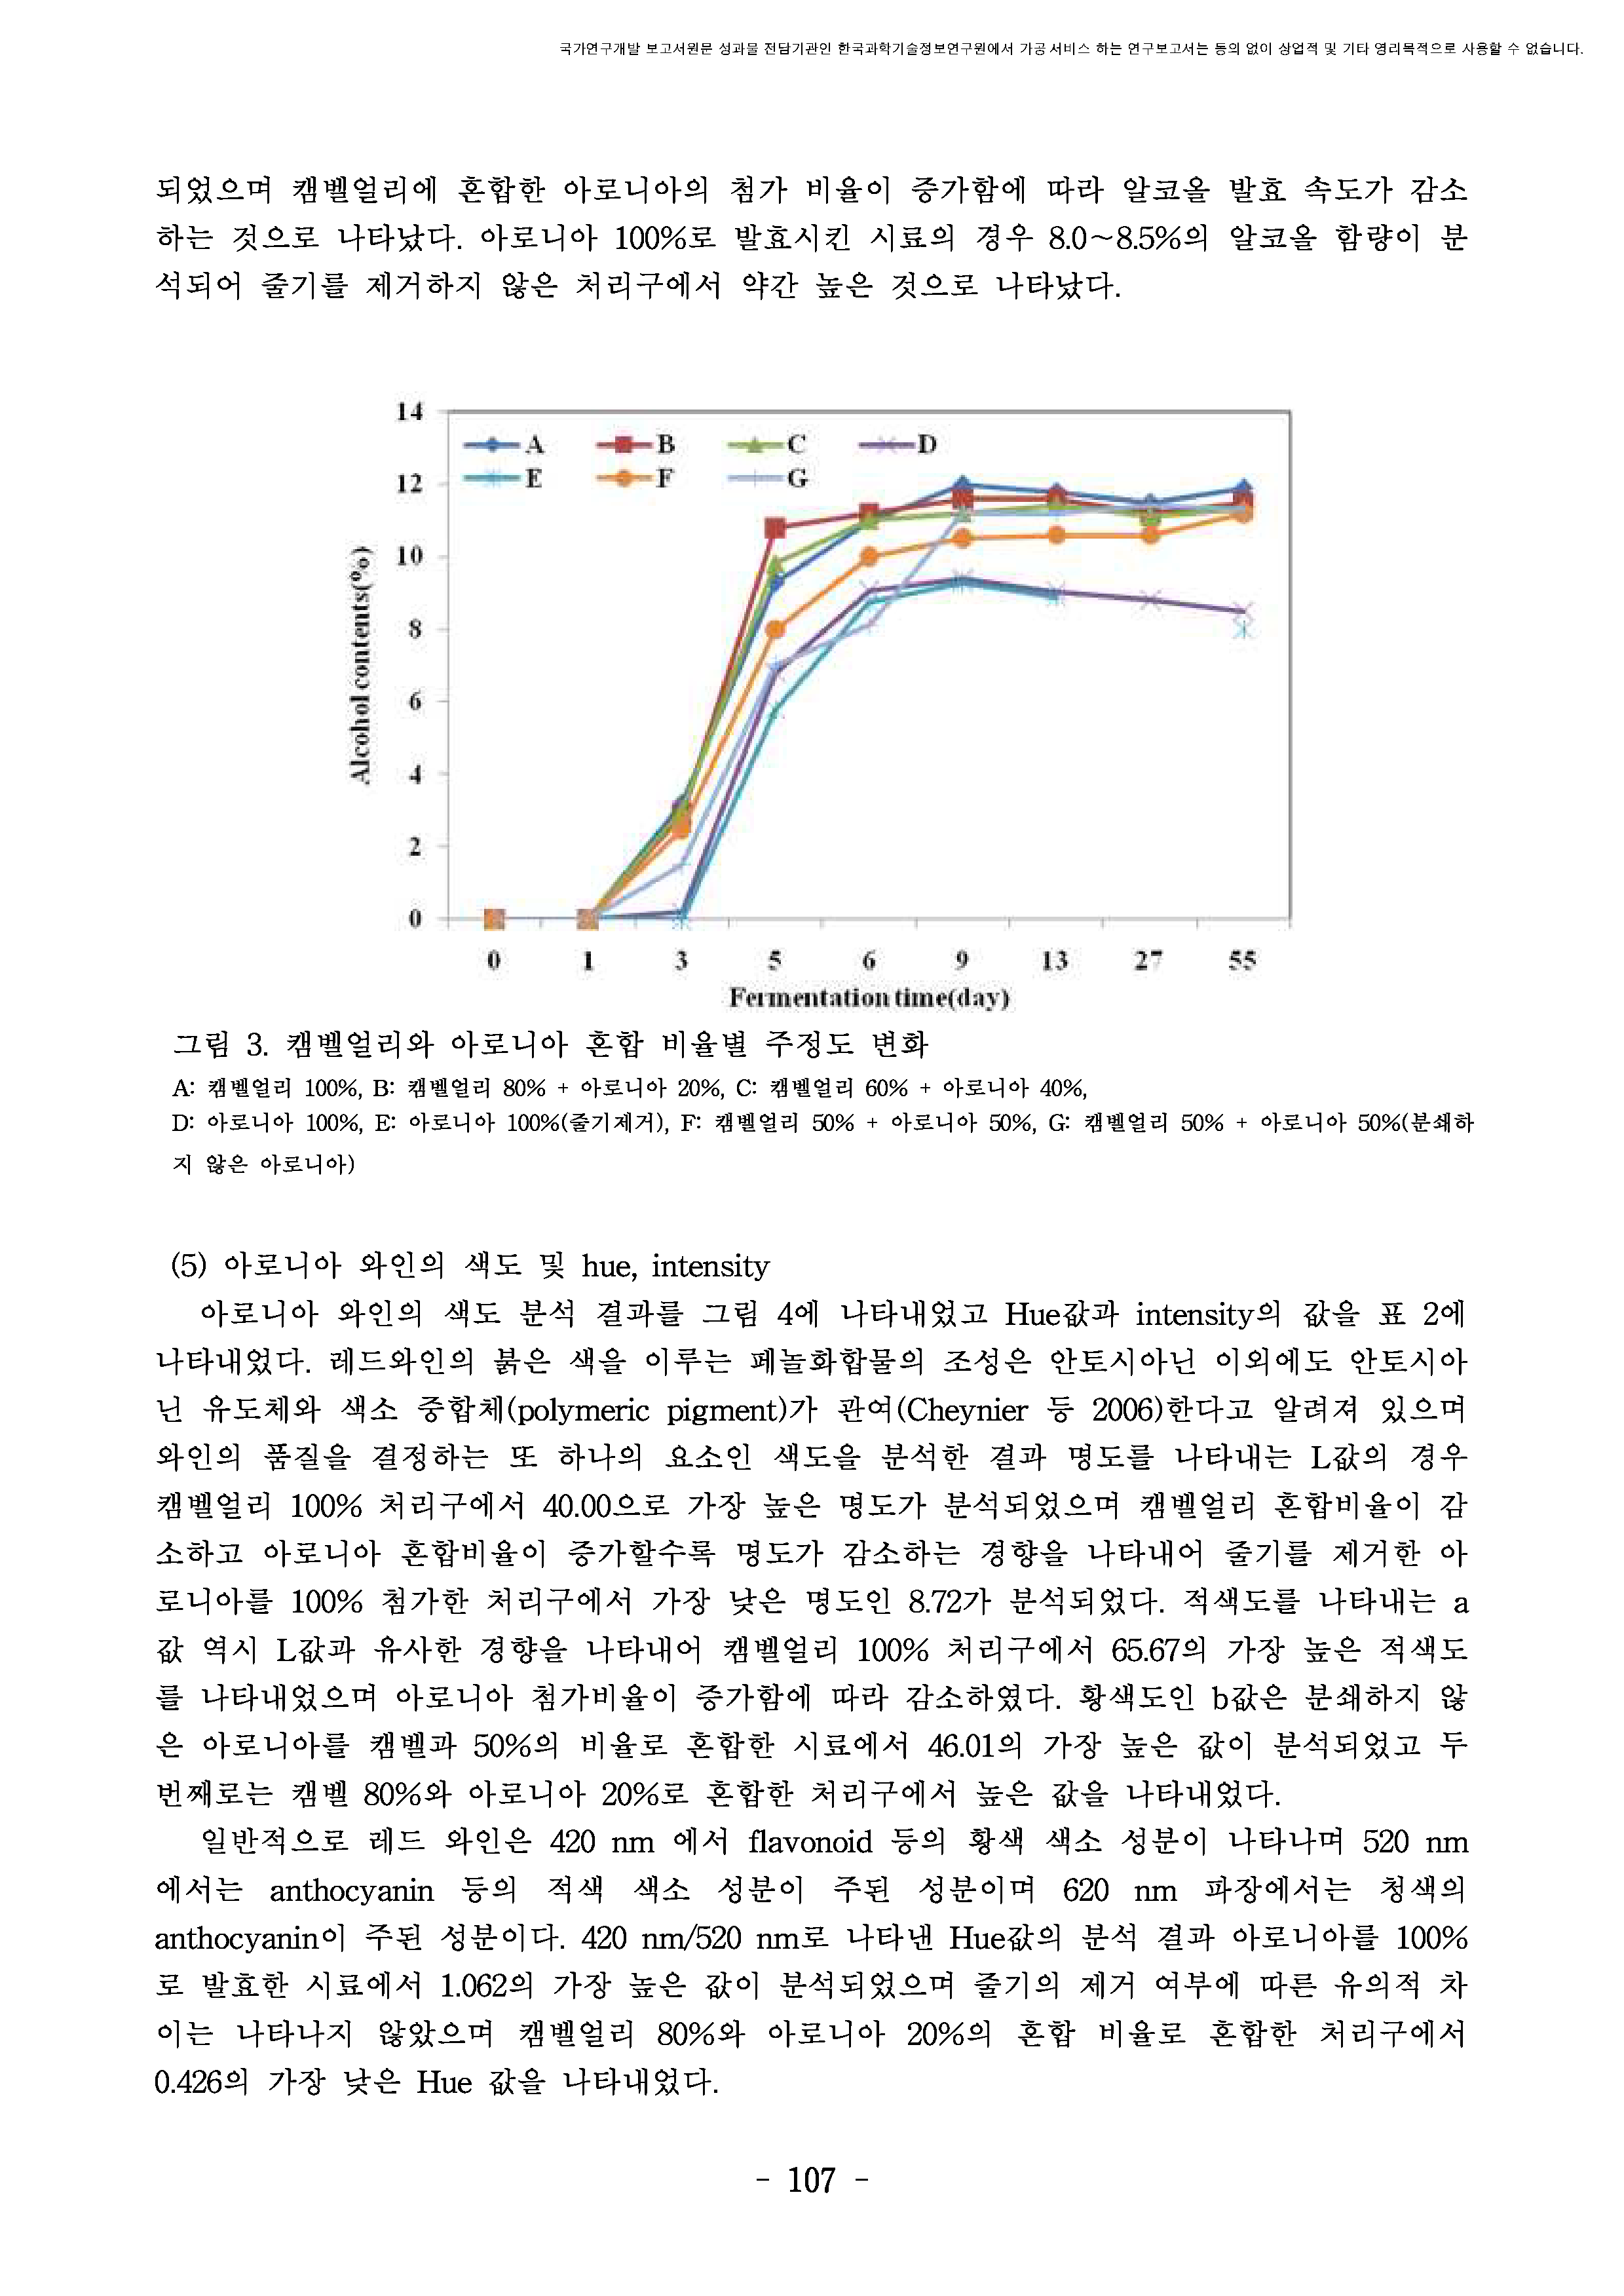 국가연구개발 보고서원문 성과물 전담기관인 한국과학기술정보연구원에서 가공·서비스 하는 연구보고서는 동의 없이 상업적 및 기타 영리목적으로 사용할 수 없습니다.
되었으며 캠벨얼리에 혼합한 아로니아의 첨가 비율이 증가함에 따라 알코올 발효 속도가 감소
하는 것으로 나타났다. 아로니아 100%로 발효시킨 시료의 경우 8.0~8.5%의 알코올 함량이 분
석되어 줄기를 제거하지 않은 처리구에서 약간 높은 것으로 나타났다.
14
12
10
8
6
4
2
0
Alcohol contents(%)
A B C D
E F G
0 1 3 5 6 9 13 27 55
Fermentation time(day)
그림 3. 캠벨얼리와 아로니아 혼합 비율별 주정도 변화
A: 캠벨얼리 100%, B: 캠벨얼리 80% + 아로니아 20%, C: 캠벨얼리 60% + 아로니아 40%,
D: 아로니아 100%, E: 아로니아 100%(줄기제거), F: 캠벨얼리 50% + 아로니아 50%, G: 캠벨얼리 50% + 아로니아 50%(분쇄하
지 않은 아로니아)
(5) 아로니아 와인의 색도 및 hue, intensity
아로니아 와인의 색도 분석 결과를 그림 4에 나타내었고 Hue값과 intensity의 값을 표 2에
나타내었다. 레드와인의 붉은 색을 이루는 페놀화합물의 조성은 안토시아닌 이외에도 안토시아
닌 유도체와 색소 중합체(polymeric pigment)가 관여(Cheynier 등 2006)한다고 알려져 있으며
와인의 품질을 결정하는 또 하나의 요소인 색도을 분석한 결과 명도를 나타내는 L값의 경우
캠벨얼리 100% 처리구에서 40.00으로 가장 높은 명도가 분석되었으며 캠벨얼리 혼합비율이 감
소하고 아로니아 혼합비율이 증가할수록 명도가 감소하는 경향을 나타내어 줄기를 제거한 아
로니아를 100% 첨가한 처리구에서 가장 낮은 명도인 8.72가 분석되었다. 적색도를 나타내는 a
값 역시 L값과 유사한 경향을 나타내어 캠벨얼리 100% 처리구에서 65.67의 가장 높은 적색도
를 나타내었으며 아로니아 첨가비율이 증가함에 따라 감소하였다. 황색도인 b값은 분쇄하지 않
은 아로니아를 캠벨과 50%의 비율로 혼합한 시료에서 46.01의 가장 높은 값이 분석되었고 두
번째로는 캠벨 80%와 아로니아 20%로 혼합한 처리구에서 높은 값을 나타내었다.
일반적으로 레드 와인은 420 nm 에서 flavonoid 등의 황색 색소 성분이 나타나며 520 nm
에서는 anthocyanin 등의 적색 색소 성분이 주된 성분이며 620 nm 파장에서는 청색의
anthocyanin이 주된 성분이다. 420 nm/520 nm로 나타낸 Hue값의 분석 결과 아로니아를 100%
로 발효한 시료에서 1.062의 가장 높은 값이 분석되었으며 줄기의 제거 여부에 따른 유의적 차
이는 나타나지 않았으며 캠벨얼리 80%와 아로니아 20%의 혼합 비율로 혼합한 처리구에서
0.426의 가장 낮은 Hue 값을 나타내었다.
- 107 -